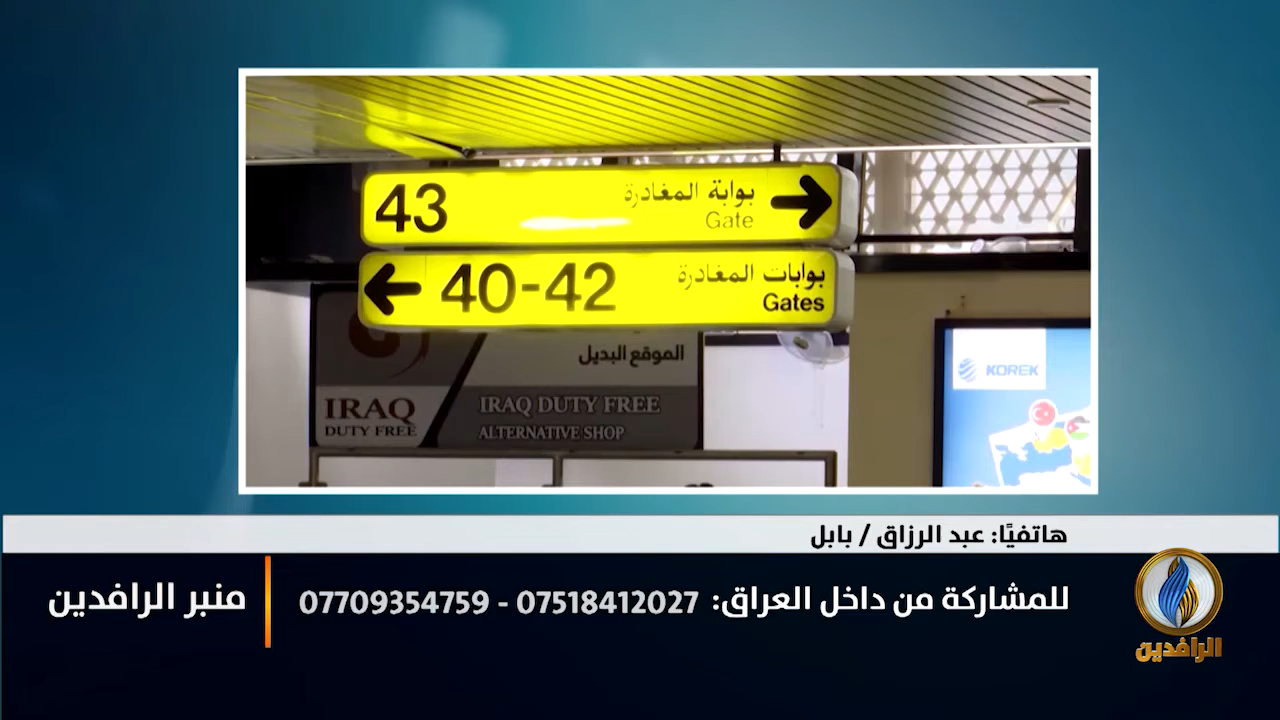 43 بوابة المغادرة
Gate
40-42 بوابات المغادرة
Gates
الموقع البديل
IRAQ
DUTY FREE
IRAQ DUTY FREE
ALTERNATIVE SHOP
KOREK
هاتفيًا: عبد الرزاق / بابل
للمشاركة من داخل العراق: 07518412027 - 07709354759
منبر الرافدين
الرافدين